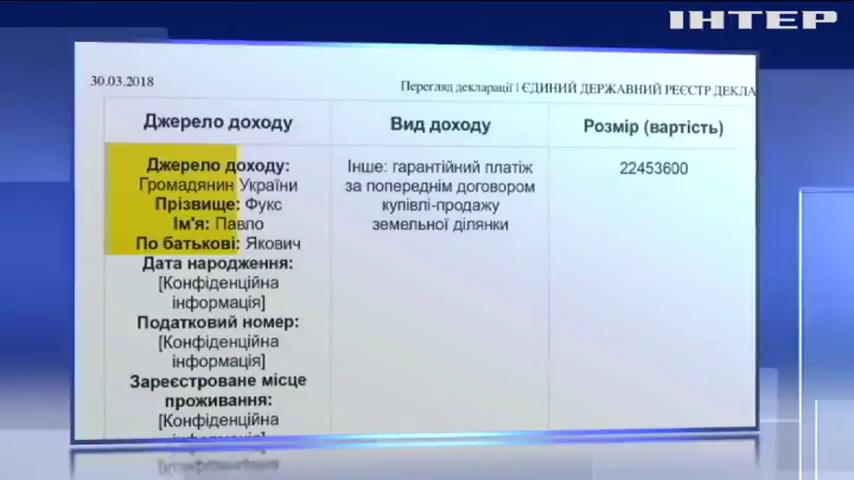 ІНТЕР
30.03.2018
Перегляд декларації | ЄДИНИЙ ДЕРЖАВНИЙ РЕЄСТР ДЕКЛА
Джерело доходу
Вид доходу
Розмір (вартість)
Джерело доходу:
Громадянин України
Прізвище: Фукс
Ім'я: Павло
По батькові: Якович
Дата народження:
[Конфіденційна
інформація]
Податковий номер:
[Конфіденційна
інформація]
Зареєстроване місце
проживання:
[Конфіденційна
Інше: гарантійний платіж
за попереднім договором
купівлі-продажу
земельної ділянки
22453600